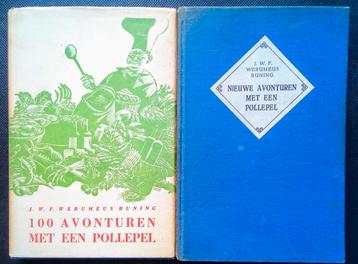 J. W. F. WERUMEUS BUNING
100 AVONTUREN
MET EEN POLLEPEL
J. W. F.
WERUMEUS
BUNING
NIEUWE AVONTUREN
MET EEN
POLLEPEL